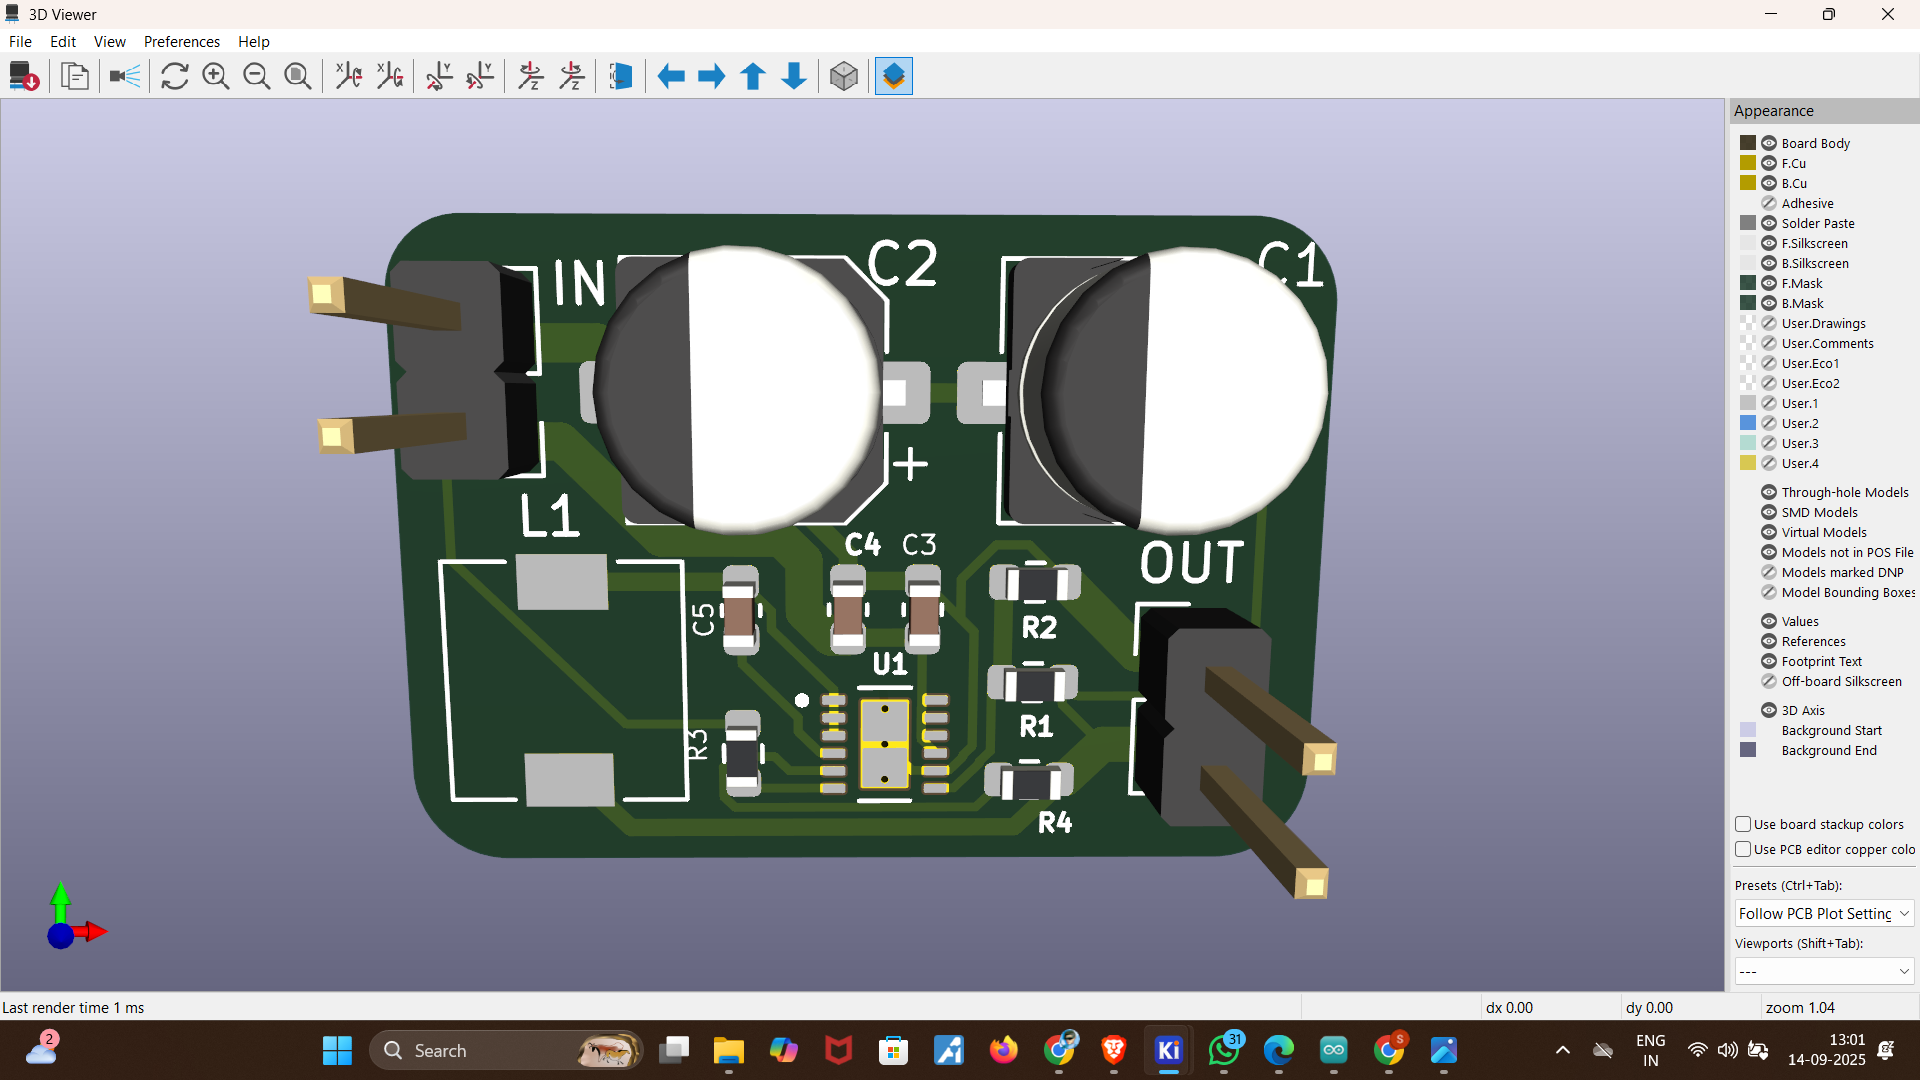 3D Viewer
File Edit View Preferences Help
Appearance
Board Body
F.Cu
B.Cu
Adhesive
Solder Paste
F.Silkscreen
B.Silkscreen
F.Mask
B.Mask
User.Drawings
User.Comments
User.Eco1
User.Eco2
User.1
User.2
User.3
User.4
Through-hole Models
SMD Models
Virtual Models
Models not in POS File
Models marked DNP
Model Bounding Boxes
Values
References
Footprint Text
Off-board Silkscreen
3D Axis
Background Start
Background End
Use board stackup colors
Use PCB editor copper colo
Presets (Ctrl+Tab):
Follow PCB Plot Setting
Viewports (Shift+Tab):
---
IN
C2
C1
+
L1
C4 C3
OUT
C5
R2
U1
R1
R3
R4
Last render time 1 ms
dx 0.00
dy 0.00
zoom 1.04
2
Search
Ki
31
S
ENG
IN
13:01
14-09-2025